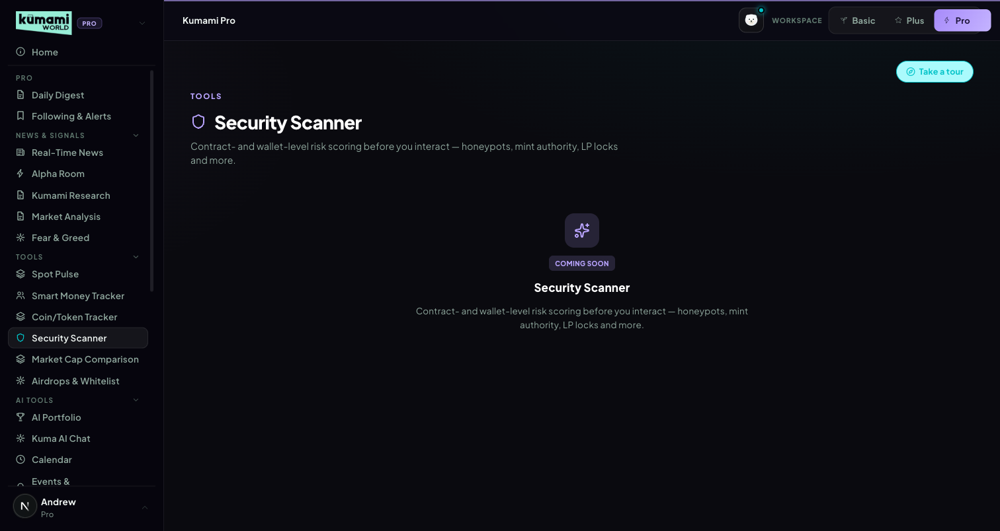 kumami
WORLD
PRO
Home
PRO
Daily Digest
Following & Alerts
NEWS & SIGNALS
Real-Time News
Alpha Room
Kumami Research
Market Analysis
Fear & Greed
TOOLS
Spot Pulse
Smart Money Tracker
Coin/Token Tracker
Security Scanner
Market Cap Comparison
Airdrops & Whitelist
AI TOOLS
AI Portfolio
Kuma AI Chat
Calendar
Events &
N
Andrew
Pro
Kumami Pro
WORKSPACE
Basic
Plus
Pro
Take a tour
TOOLS
Security Scanner
Contract- and wallet-level risk scoring before you interact — honeypots, mint authority, LP locks
and more.
COMING SOON
Security Scanner
Contract- and wallet-level risk scoring before you interact — honeypots, mint
authority, LP locks and more.